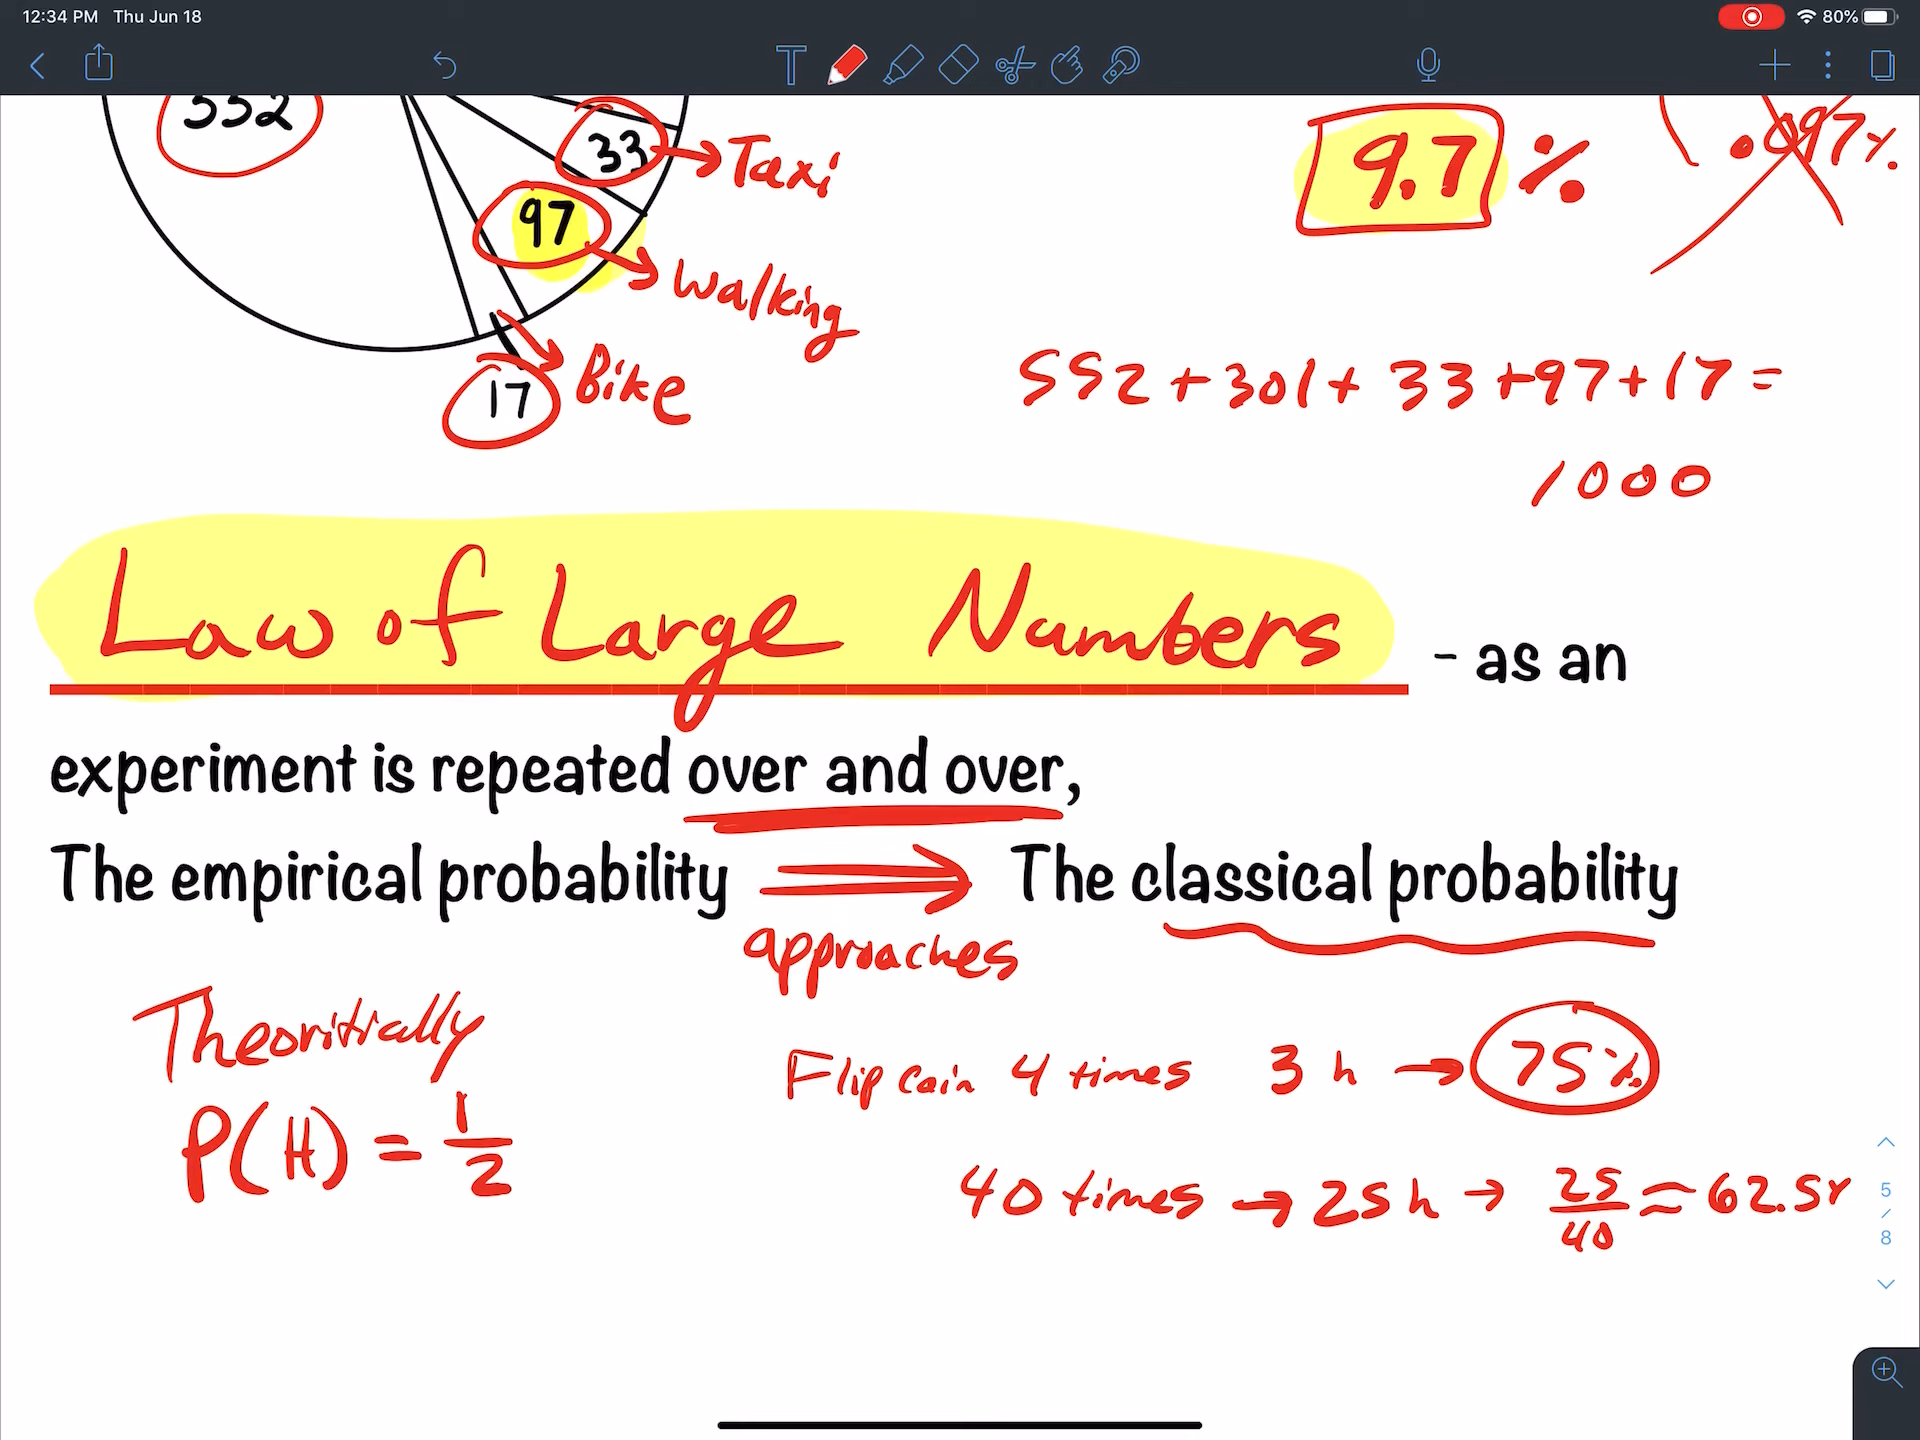 12:34 PM Thu Jun 18
80%
552
33 → Taxi
97 → Walking
17 Bike
9.7 %
.097%
552 + 301 + 33 + 97 + 17 =
1000
Law of Large Numbers - as an
experiment is repeated over and over,
The empirical probability ⇒ The classical probability
approaches
Theoritially
P(H) = 1/2
Flip coin 4 times 3 h → 75%
40 times → 25 h → 25/40 ≈ 62.5%
5
/
8